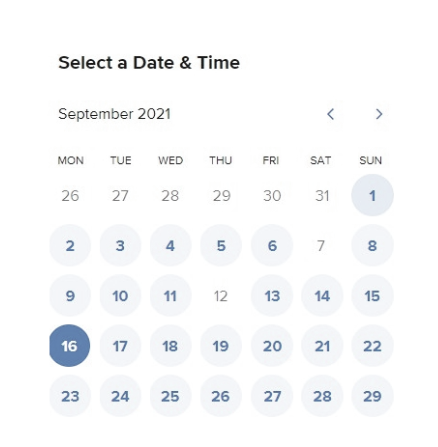 Select a Date & Time
September 2021
MON TUE WED THU FRI SAT SUN
26 27 28 29 30 31 1
2 3 4 5 6 7 8
9 10 11 12 13 14 15
16 17 18 19 20 21 22
23 24 25 26 27 28 29